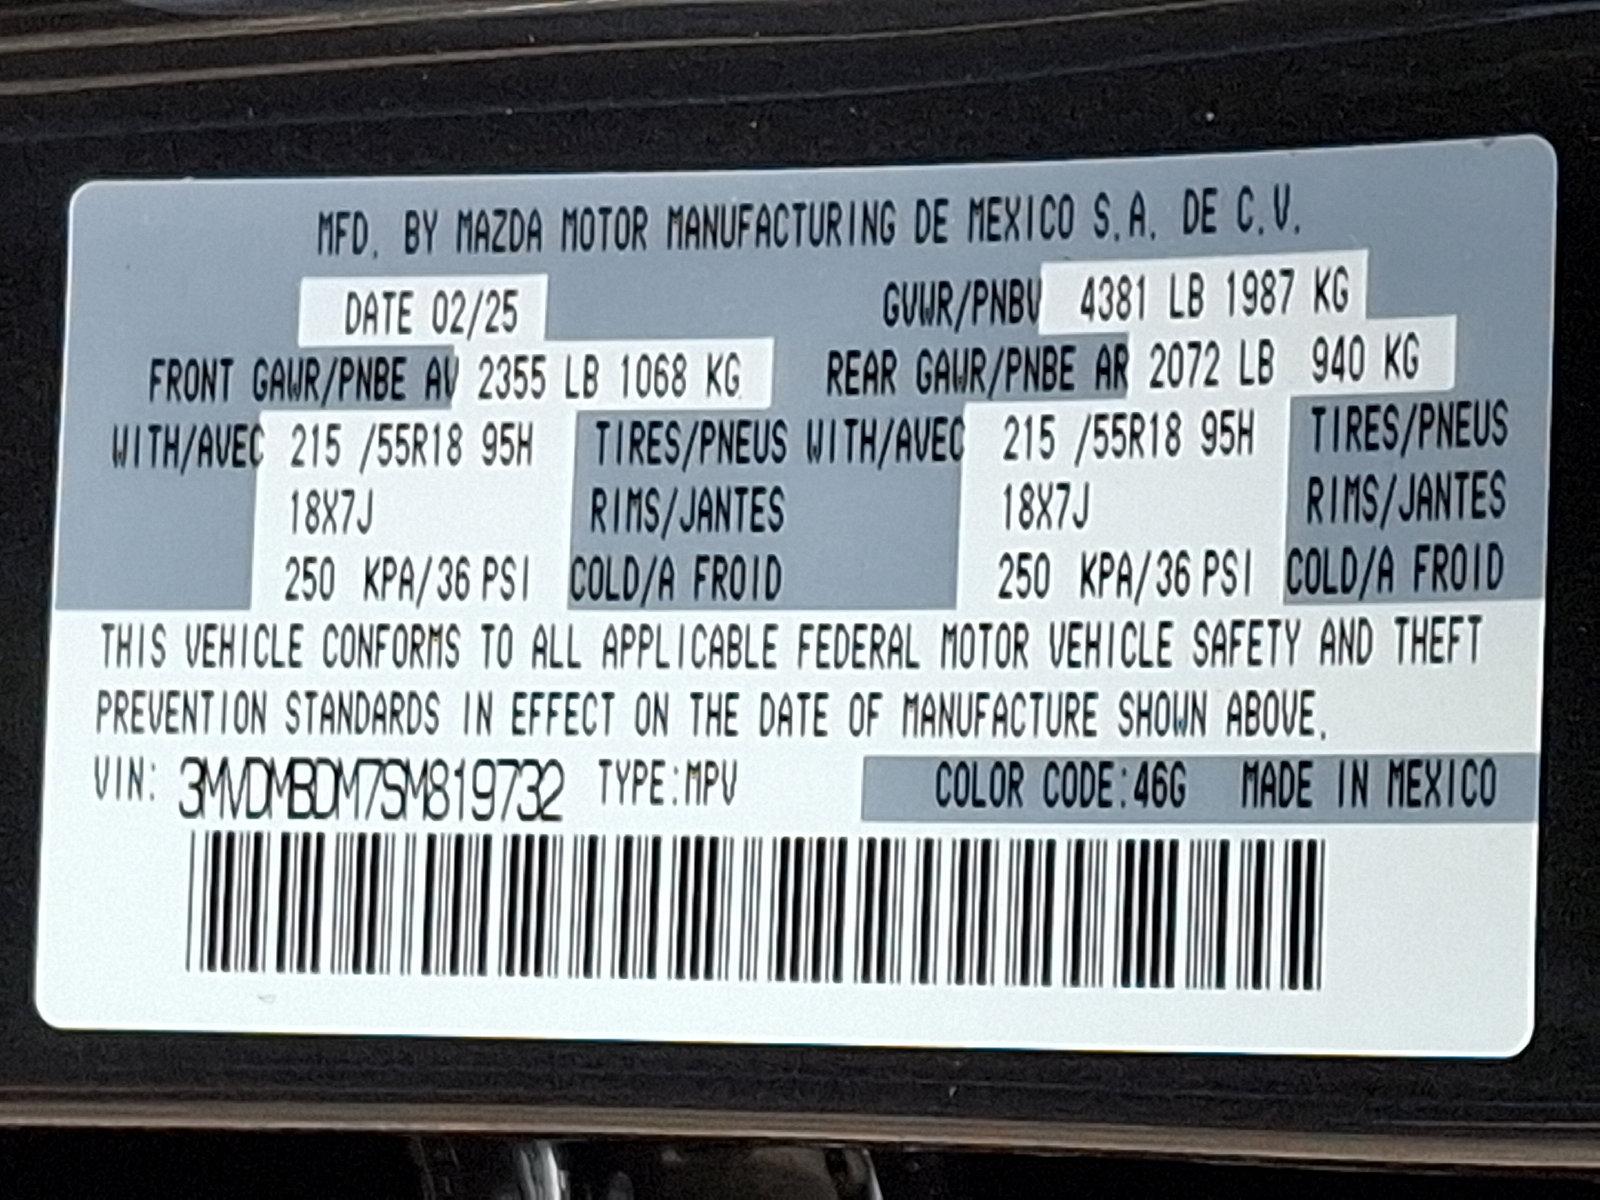 MFD. BY MAZDA MOTOR MANUFACTURING DE MEXICO S.A. DE C.V.
DATE 02/25 GVWR/PNBV 4381 LB 1987 KG
FRONT GAWR/PNBE AV 2355 LB 1068 KG REAR GAWR/PNBE AR 2072 LB 940 KG
WITH/AVEC 215 /55R18 95H TIRES/PNEUS WITH/AVEC 215 /55R18 95H TIRES/PNEUS
18X7J RIMS/JANTES 18X7J RIMS/JANTES
250 KPA/36 PSI COLD/A FROID 250 KPA/36 PSI COLD/A FROID
THIS VEHICLE CONFORMS TO ALL APPLICABLE FEDERAL MOTOR VEHICLE SAFETY AND THEFT
PREVENTION STANDARDS IN EFFECT ON THE DATE OF MANUFACTURE SHOWN ABOVE.
VIN: 3MVDMBDM7SM819732 TYPE:MPV COLOR CODE:46G MADE IN MEXICO